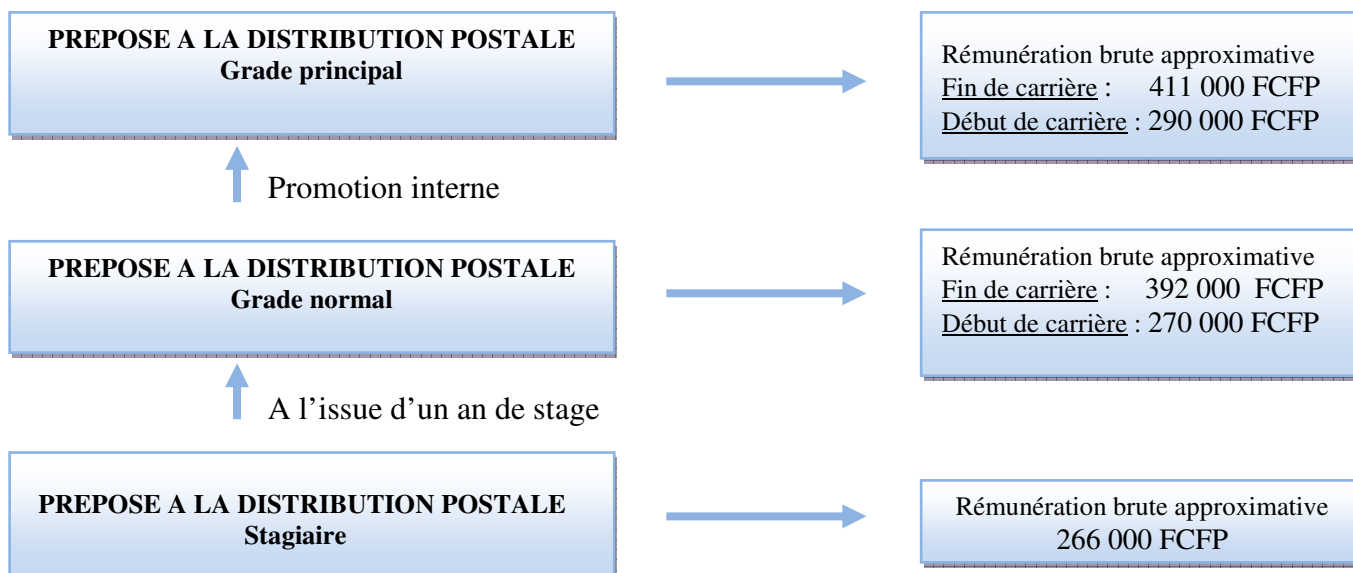 PREPOSE A LA DISTRIBUTION POSTALE
Grade principal
Rémunération brute approximative
Fin de carrière : 411 000 FCFP
Début de carrière : 290 000 FCFP
Promotion interne
PREPOSE A LA DISTRIBUTION POSTALE
Grade normal
Rémunération brute approximative
Fin de carrière : 392 000 FCFP
Début de carrière : 270 000 FCFP
A l’issue d’un an de stage
PREPOSE A LA DISTRIBUTION POSTALE
Stagiaire
Rémunération brute approximative
266 000 FCFP